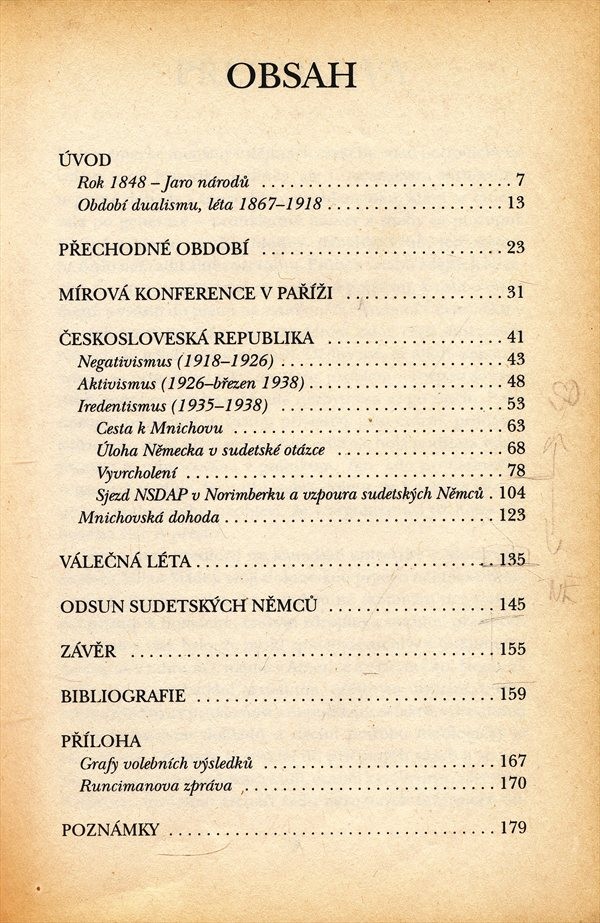 OBSAH
ÚVOD
Rok 1848 – Jaro národů . . . . . . . . . . . . . . . . . . . . . . . . . . 7
Období dualismu, léta 1867–1918 . . . . . . . . . . . . . . . . . . . 13
PŘECHODNÉ OBDOBÍ . . . . . . . . . . . . . . . . . . . . . . . . . . 23
MÍROVÁ KONFERENCE V PAŘÍŽI . . . . . . . . . . . . . . . . . 31
ČESKOSLOVESKÁ REPUBLIKA . . . . . . . . . . . . . . . . . . . 41
Negativismus (1918–1926) . . . . . . . . . . . . . . . . . . . . . . . . 43
Aktivismus (1926–březen 1938) . . . . . . . . . . . . . . . . . . . . . 48
Iredentismus (1935–1938) . . . . . . . . . . . . . . . . . . . . . . . . 53
Cesta k Mnichovu . . . . . . . . . . . . . . . . . . . . . . . . . . . . . 63
Úloha Německa v sudetské otázce . . . . . . . . . . . . . . . . . . . 68
Vyvrcholení . . . . . . . . . . . . . . . . . . . . . . . . . . . . . . . . . 78
Sjezd NSDAP v Norimberku a vzpoura sudetských Němců . 104
Mnichovská dohoda . . . . . . . . . . . . . . . . . . . . . . . . . . . . 123
VÁLEČNÁ LÉTA . . . . . . . . . . . . . . . . . . . . . . . . . . . . . . . 135
ODSUN SUDETSKÝCH NĚMCŮ . . . . . . . . . . . . . . . . . . 145
ZÁVĚR . . . . . . . . . . . . . . . . . . . . . . . . . . . . . . . . . . . . . 155
BIBLIOGRAFIE . . . . . . . . . . . . . . . . . . . . . . . . . . . . . . . 159
PŘÍLOHA
Grafy volebních výsledků . . . . . . . . . . . . . . . . . . . . . . . . . 167
Runcimanova zpráva . . . . . . . . . . . . . . . . . . . . . . . . . . . 170
POZNÁMKY . . . . . . . . . . . . . . . . . . . . . . . . . . . . . . . . . . 179